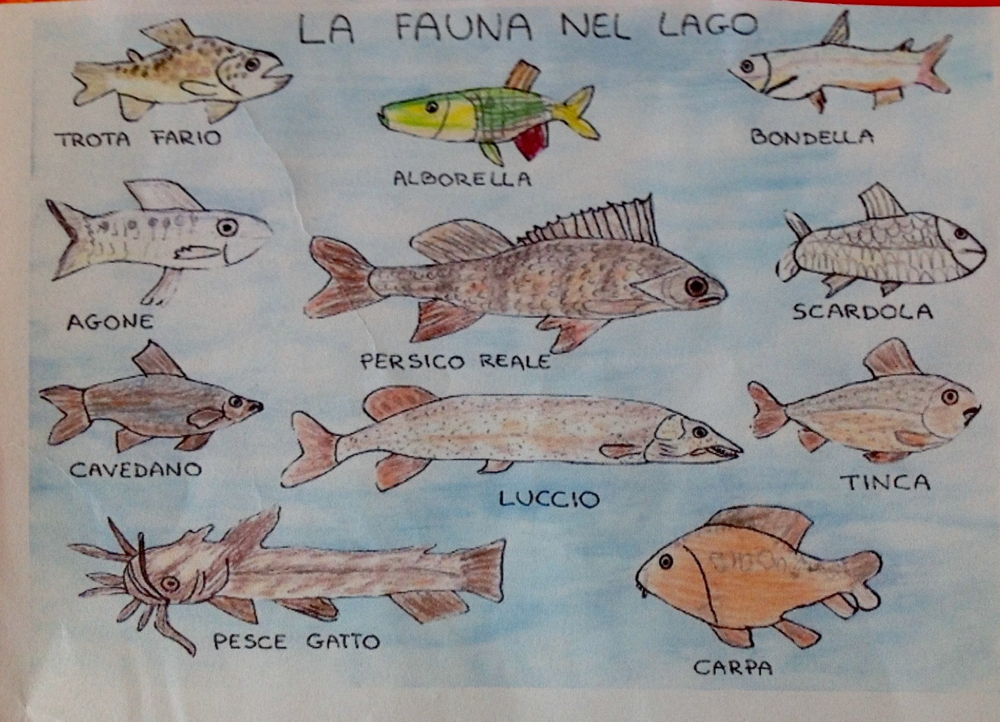 LA FAUNA NEL LAGO
TROTA FARIO
ALBORELLA
BONDELLA
AGONE
PERSICO REALE
SCARDOLA
CAVEDANO
LUCCIO
TINCA
PESCE GATTO
CARPA